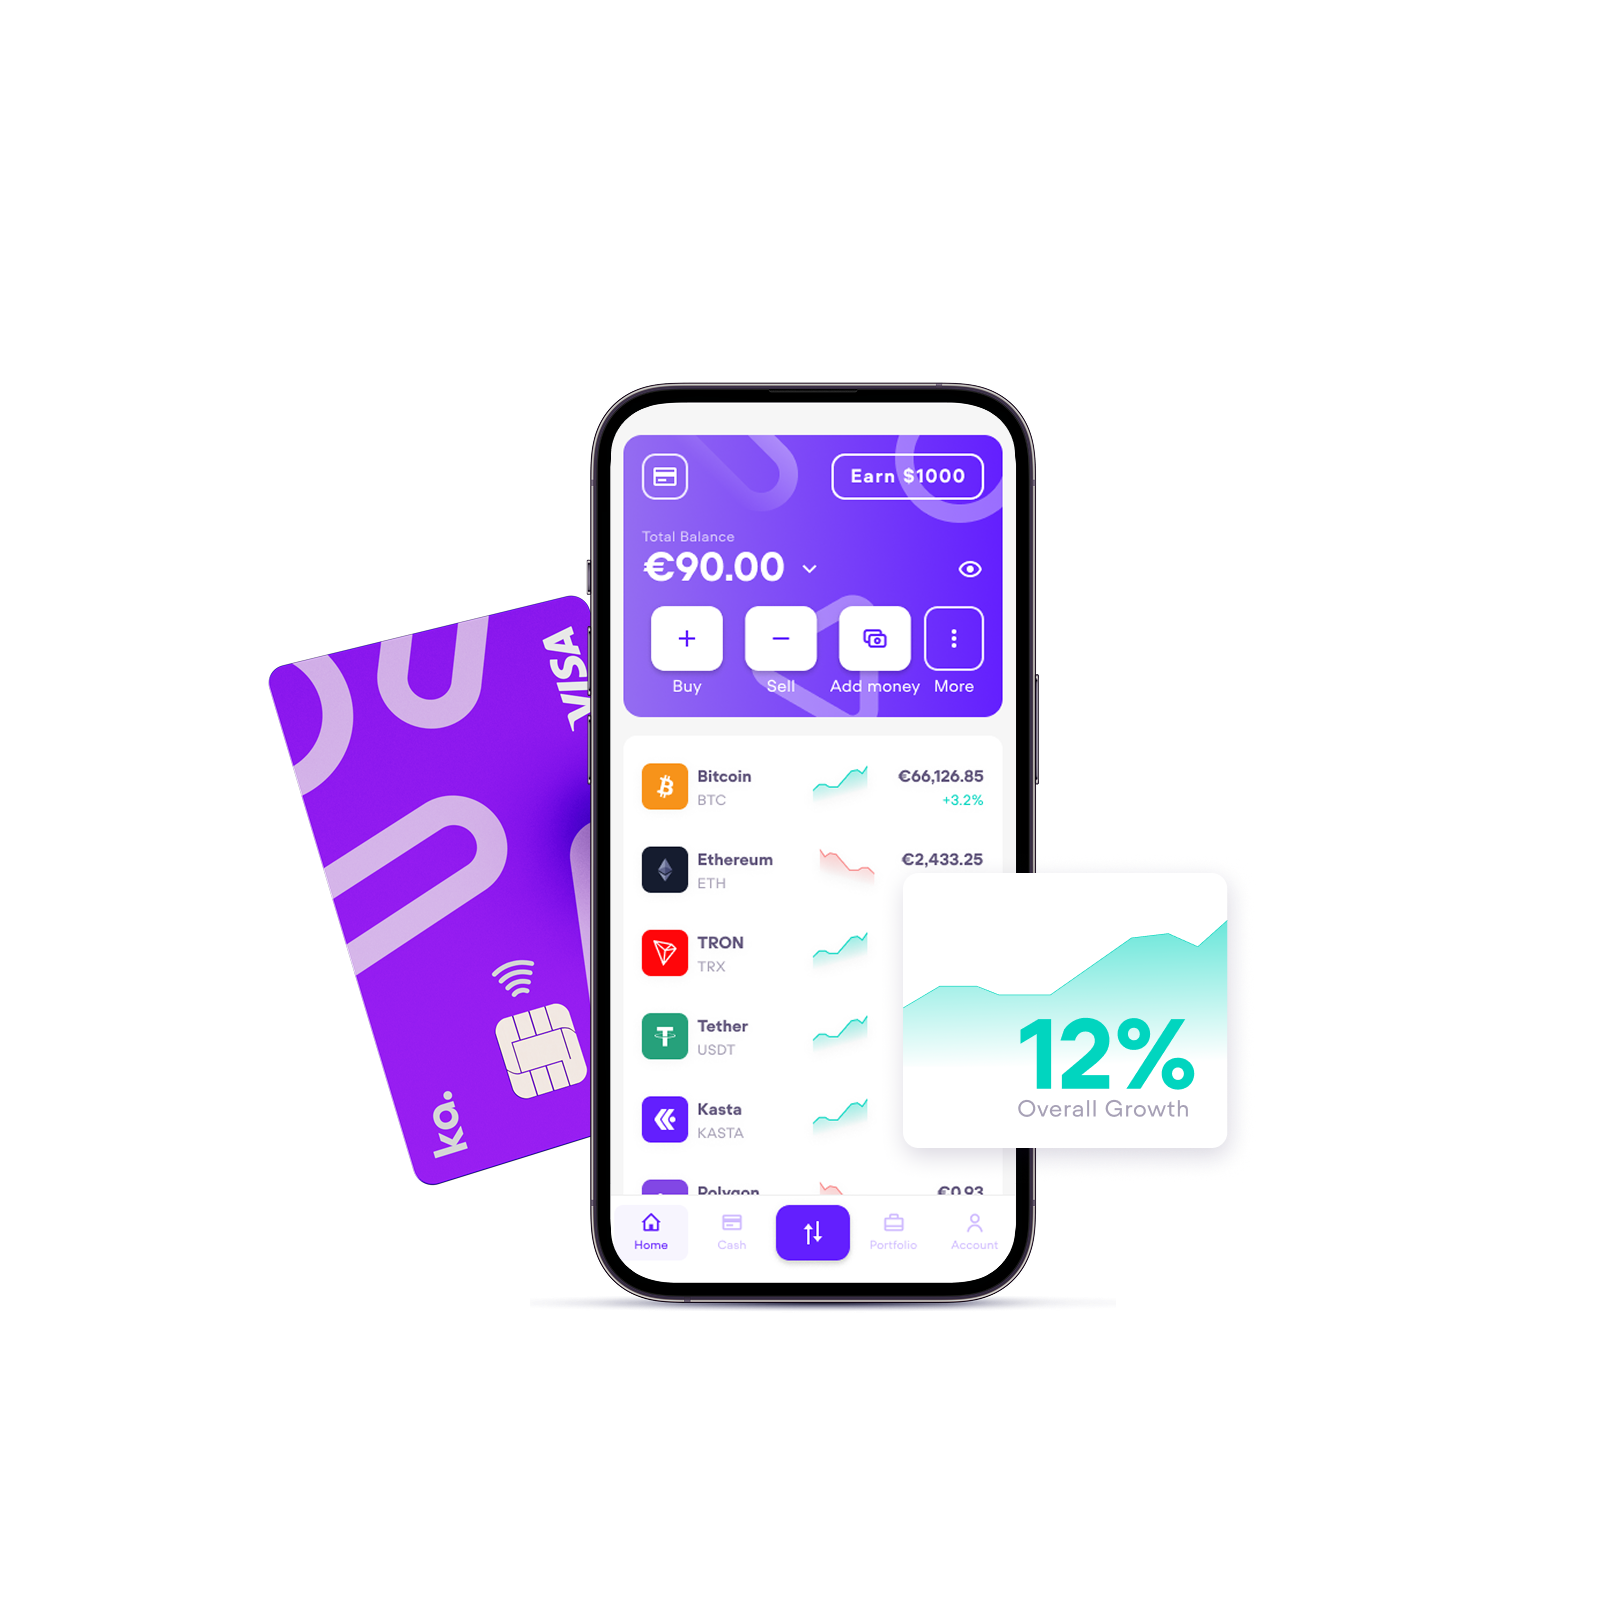 Earn $1000
Total Balance
€90.00
Buy
Sell
Add money
More
Bitcoin
€66,126.85
BTC
+3.2%
Ethereum
€2,433.25
ETH
TRON
TRX
Tether
USDT
Kasta
KASTA
Polygon
€0.93
Home
Cash
Portfolio
Account
VISA
ka.
12%
Overall Growth